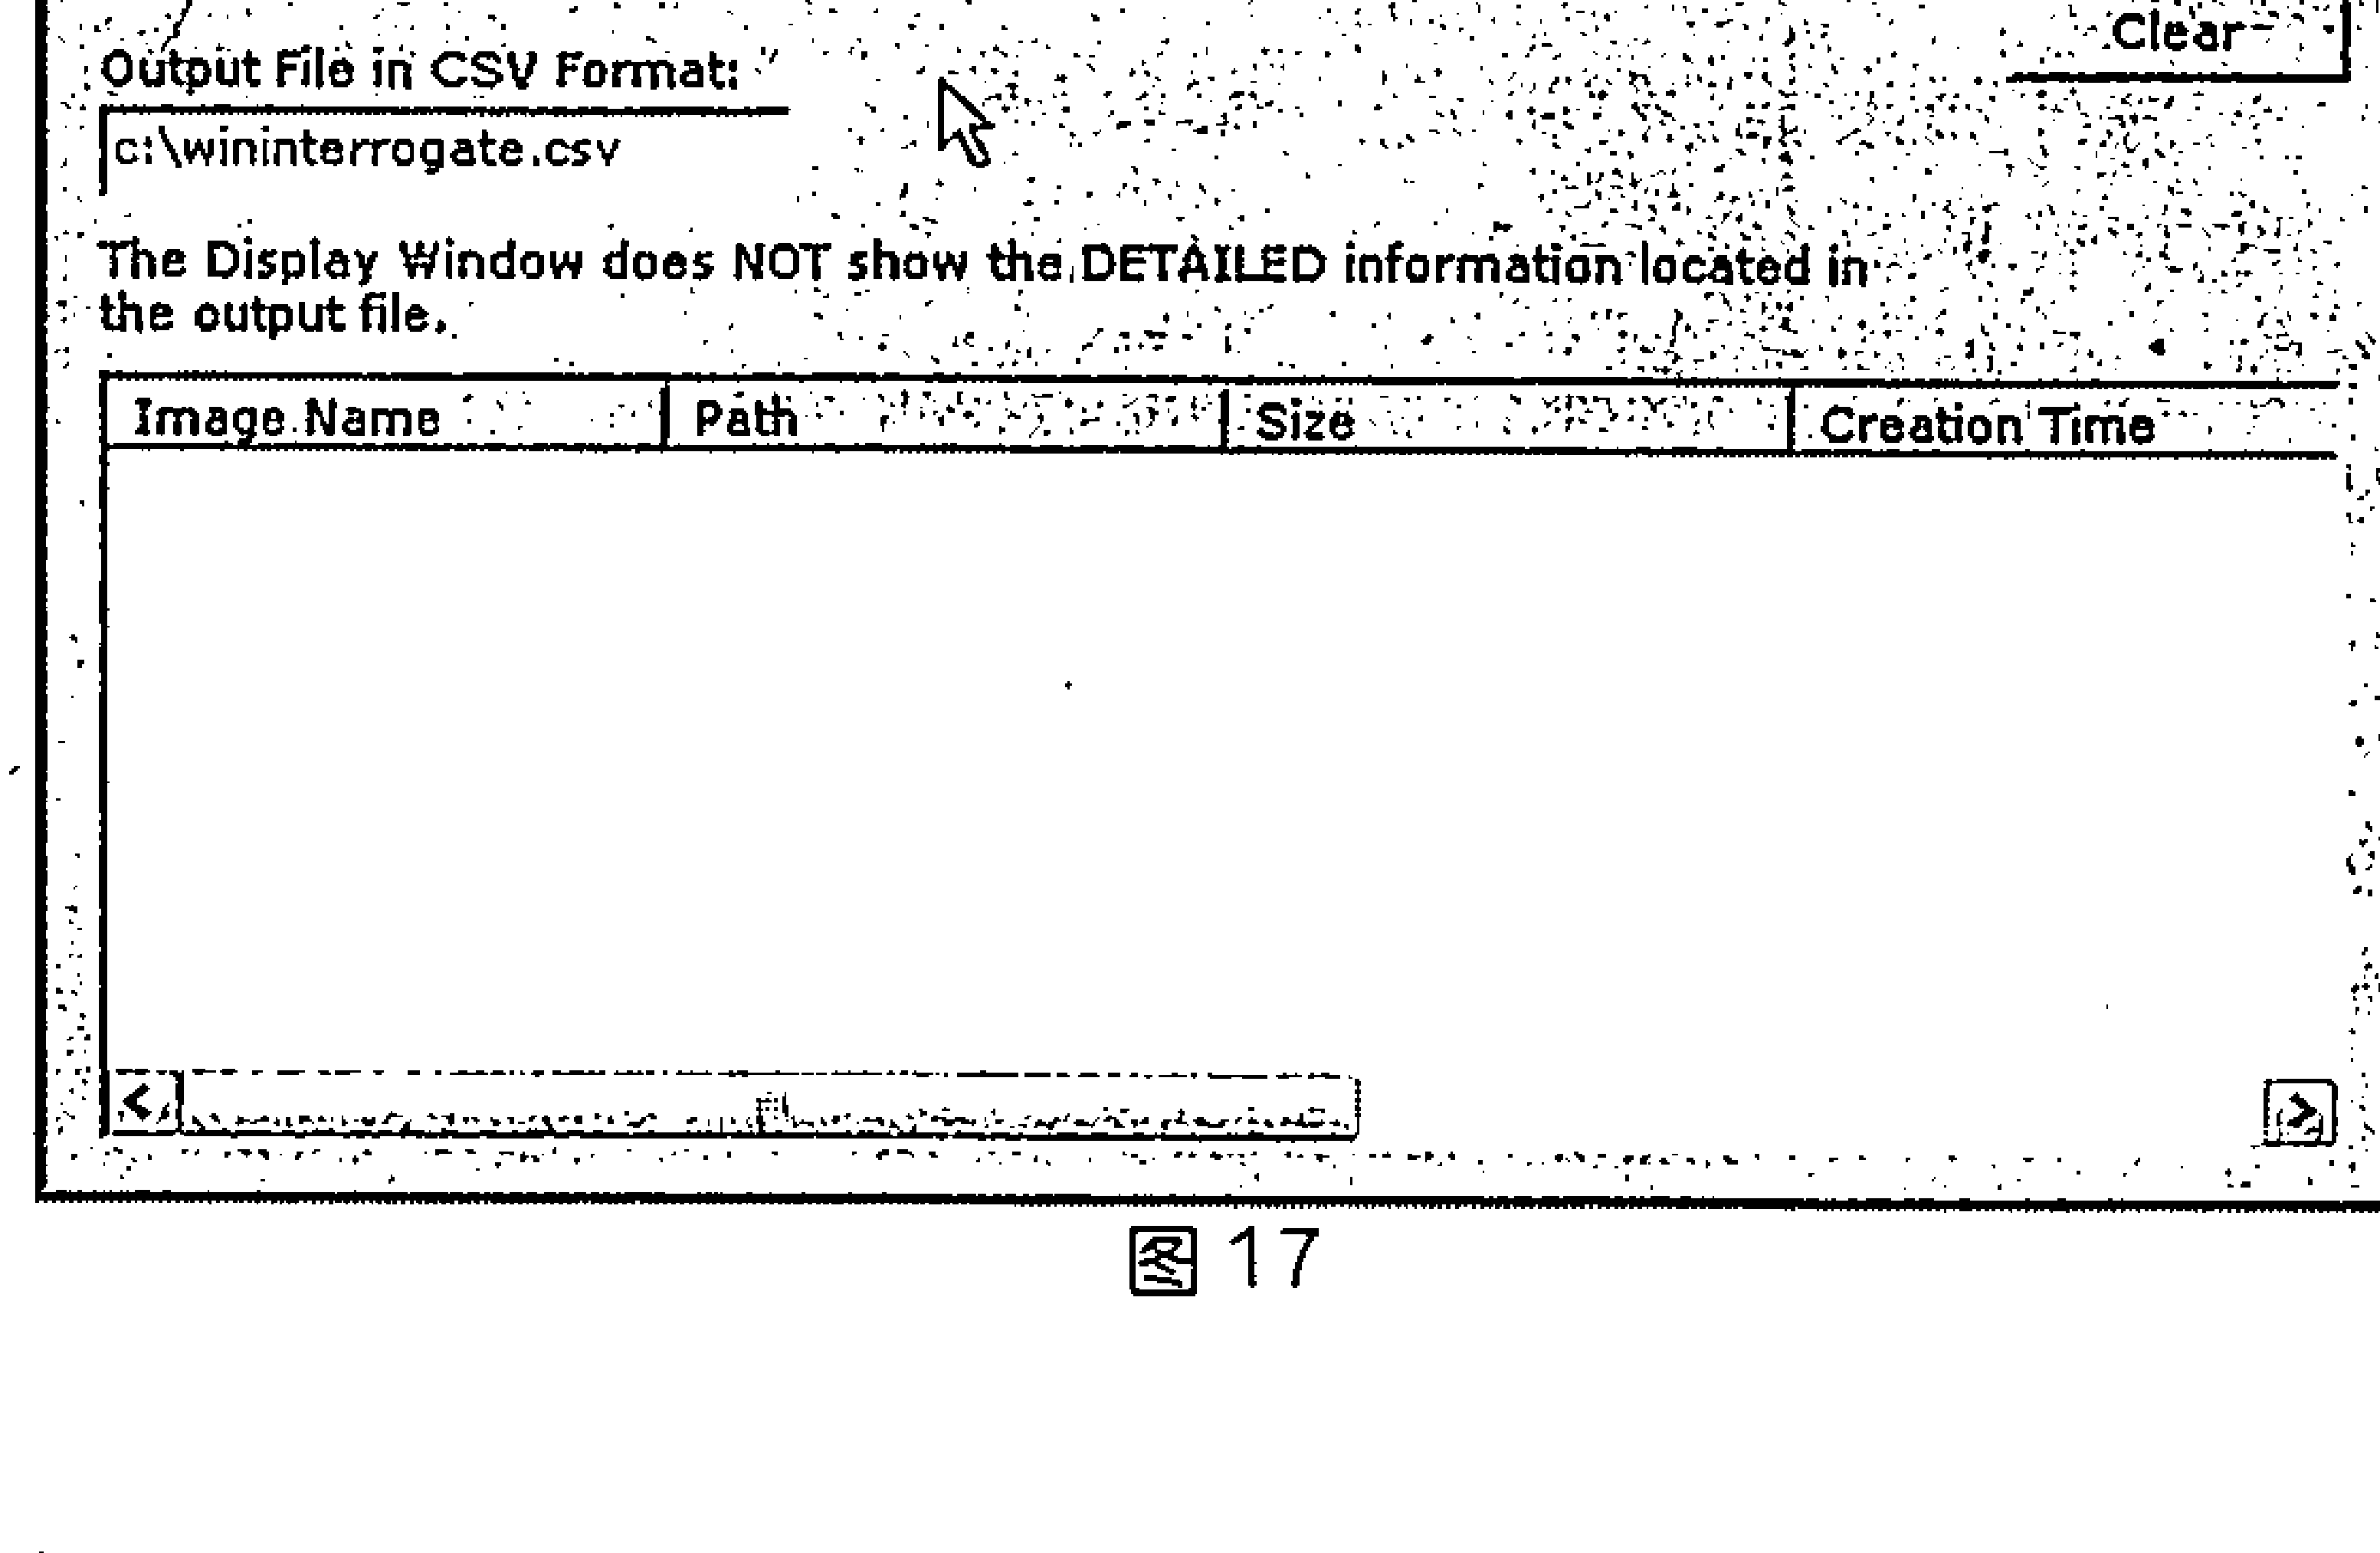 Clear
Output File in CSV Format:
c:\wininterrogate.csv
The Display Window does NOT show the DETAILED information located in
the output file.
Image Name Path Size Creation Time
图 17